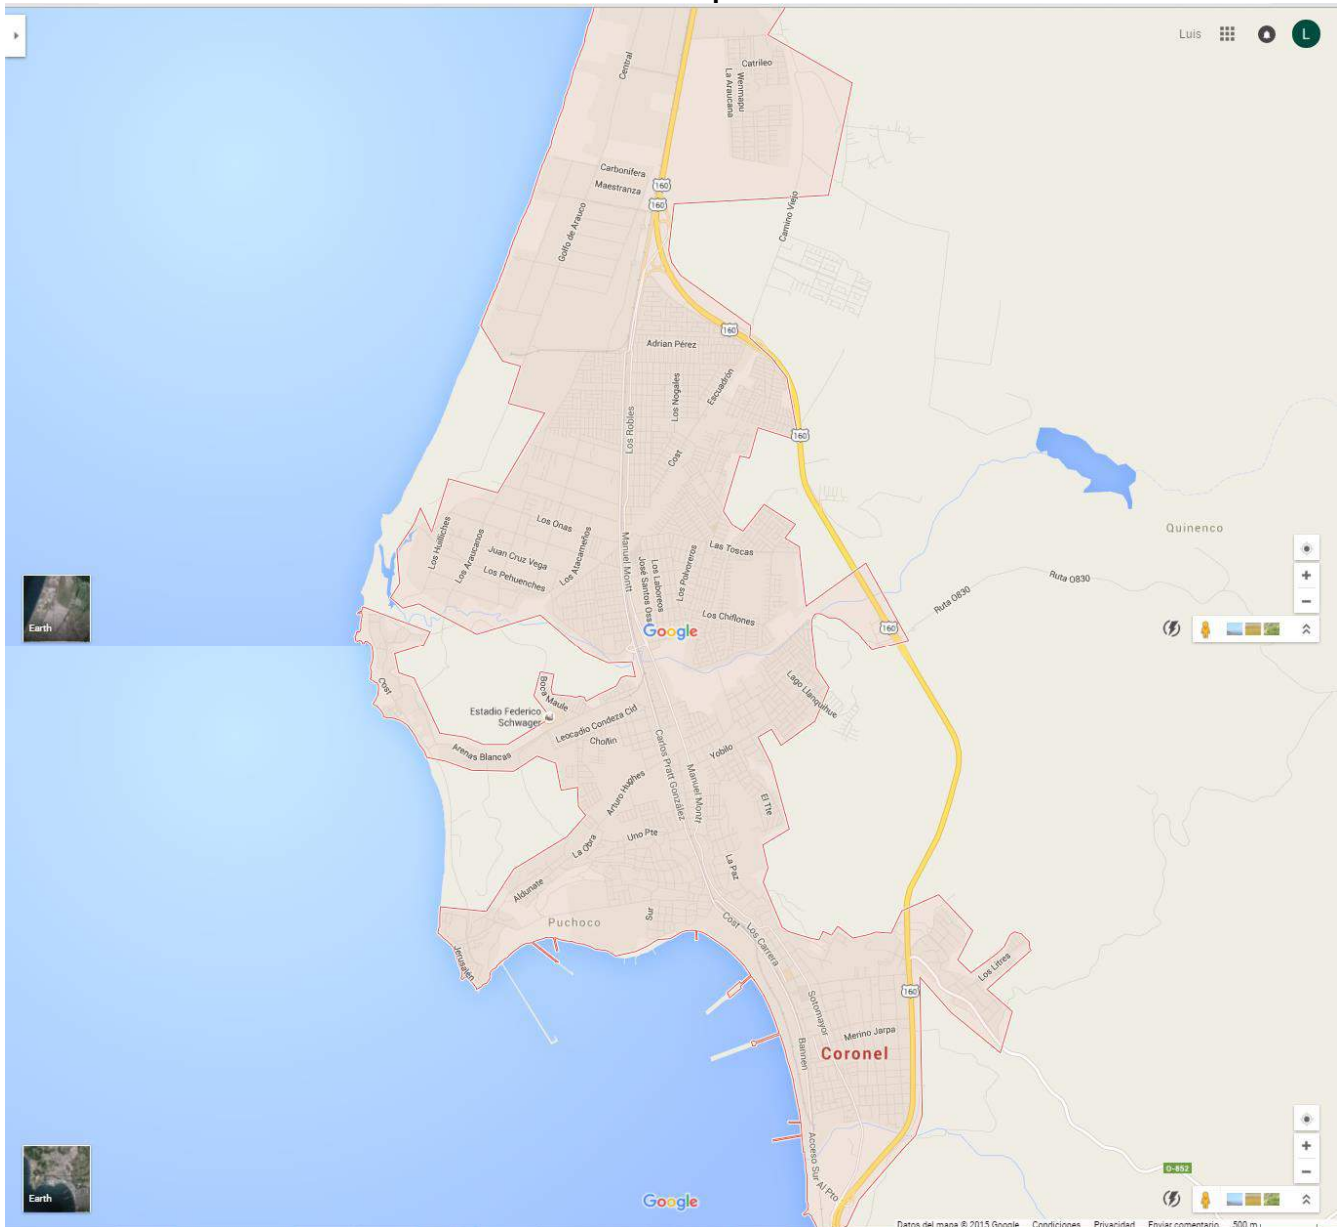 Luis
L
Central
Catrileo
Wenmapu
La Araucana
Carbonifera
Maestranza
160
160
Golfo de Arauco
Camino Viejo
160
Adrian Pérez
Los Nogales
Escuadrón
Los Robles
160
Cost
Quinenco
Los Huilliches
Los Araucanos
Los Onas
Juan Cruz Vega
Los Pehuenches
Los Atacameños
Manuel Montt
José Santos Oss
Los Laboreos
Los Polvoreros
Las Toscas
Los Chiflones
Ruta O830
Ruta O830
160
Earth
Google
Cost
Boca Maule
Estadio Federico
Schwager
Leocadio Condeza Cid
Choñin
Arenas Blancas
Lago Llanquihue
Yobilo
Carlos Pratt González
Manuel Montt
Arturo Hughes
El Tte
Uno Pte
La Obra
La Paz
Aldunate
Puchoco
Sur
Cost
Los Carrera
Jerusalén
Los Litres
160
Sotomayor
Merino Jarpa
Bannen
Coronel
Acceso Sur Al Pto
O-852
Earth
Google
Datos del mapa © 2015 Google Condiciones Privacidad Enviar comentario 500 m